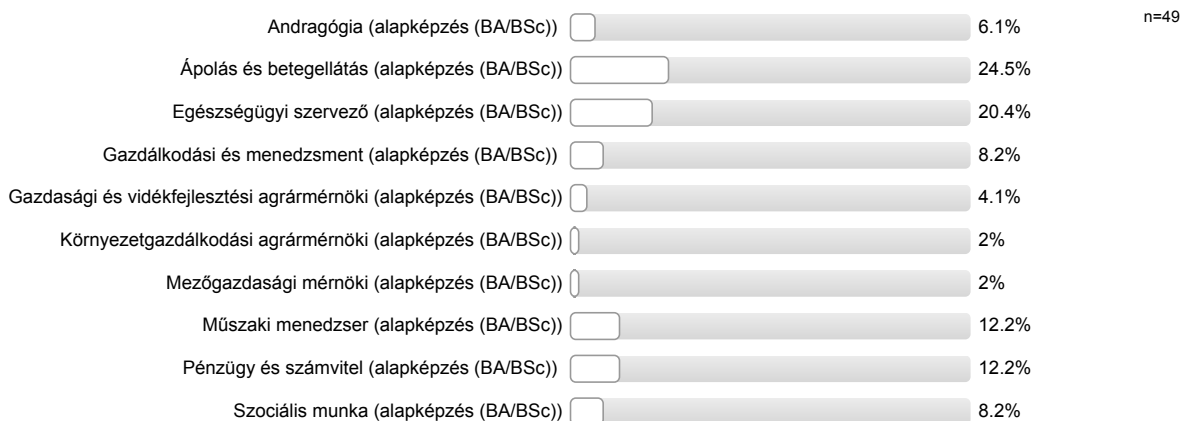 Andragógia (alapképzés (BA/BSc)) 6.1% n=49
Ápolás és betegellátás (alapképzés (BA/BSc)) 24.5%
Egészségügyi szervező (alapképzés (BA/BSc)) 20.4%
Gazdálkodási és menedzsment (alapképzés (BA/BSc)) 8.2%
Gazdasági és vidékfejlesztési agrármérnöki (alapképzés (BA/BSc)) 4.1%
Környezetgazdálkodási agrármérnöki (alapképzés (BA/BSc)) 2%
Mezőgazdasági mérnöki (alapképzés (BA/BSc)) 2%
Műszaki menedzser (alapképzés (BA/BSc)) 12.2%
Pénzügy és számvitel (alapképzés (BA/BSc)) 12.2%
Szociális munka (alapképzés (BA/BSc)) 8.2%